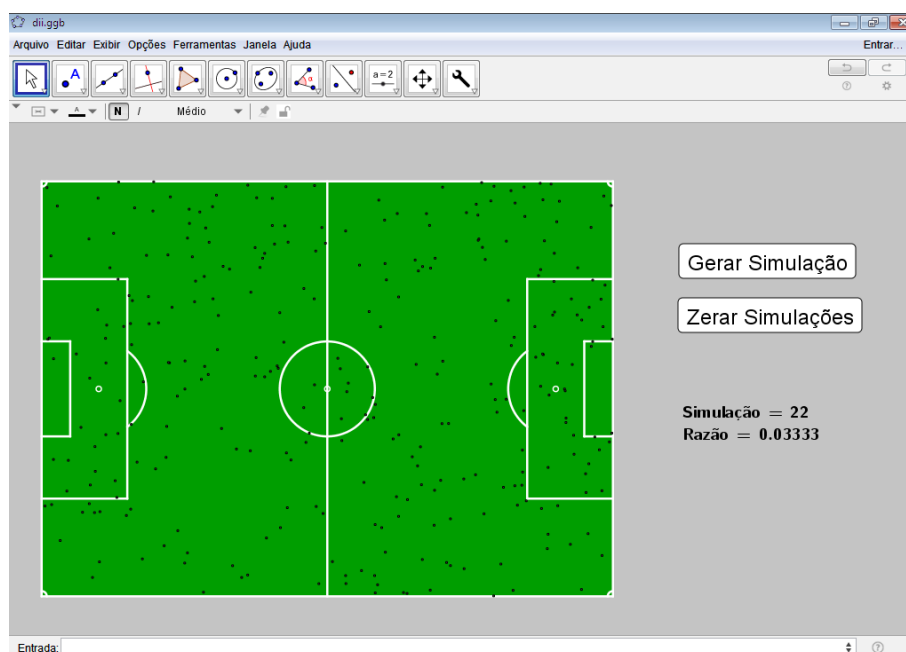 dii.ggb
Arquivo Editar Exibir Opções Ferramentas Janela Ajuda
Entrar...
A
α
a=2
A
N I Médio
Gerar Simulação
Zerar Simulações
Simulação = 22
Razão = 0.03333
Entrada: